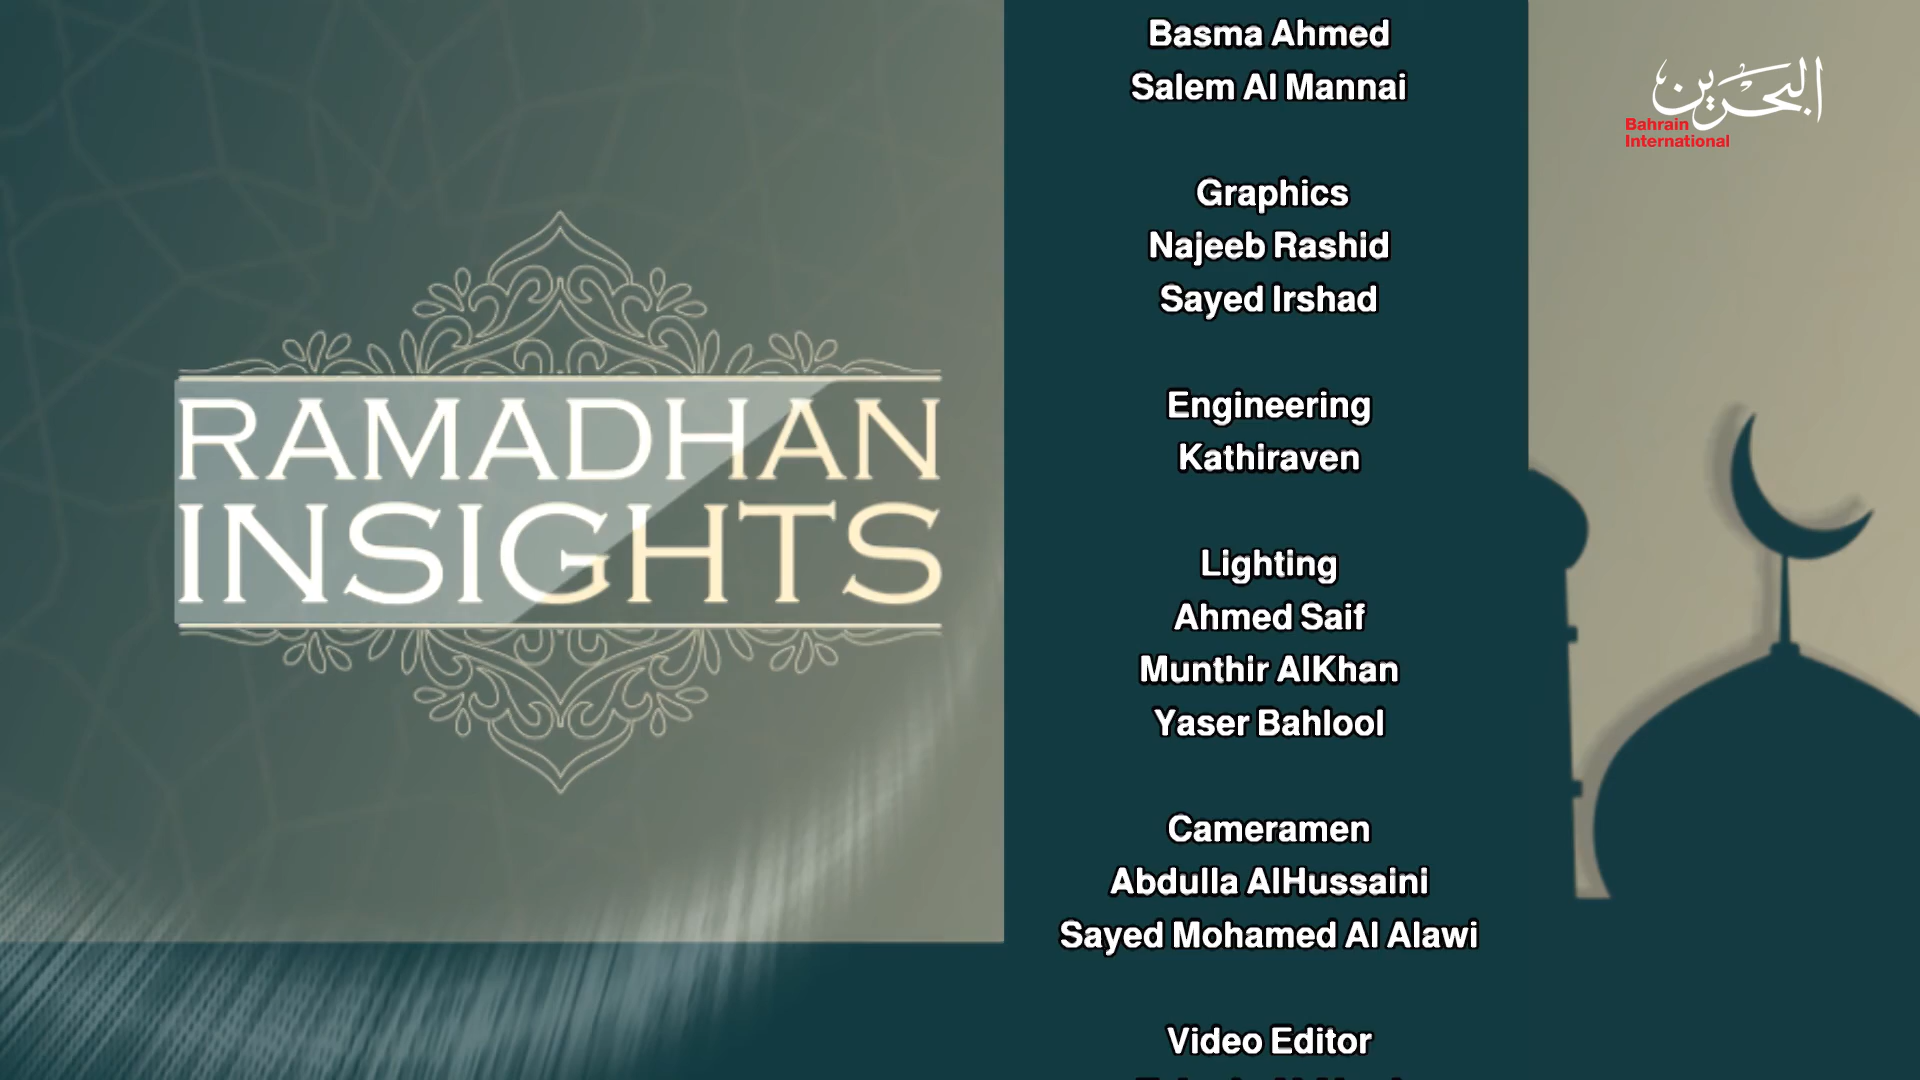 RAMADHAN
INSIGHTS
Basma Ahmed
Salem Al Mannai
Graphics
Najeeb Rashid
Sayed Irshad
Engineering
Kathiraven
Lighting
Ahmed Saif
Munthir AlKhan
Yaser Bahlool
Cameramen
Abdulla AlHussaini
Sayed Mohamed Al Alawi
Video Editor
البحرين
Bahrain
International